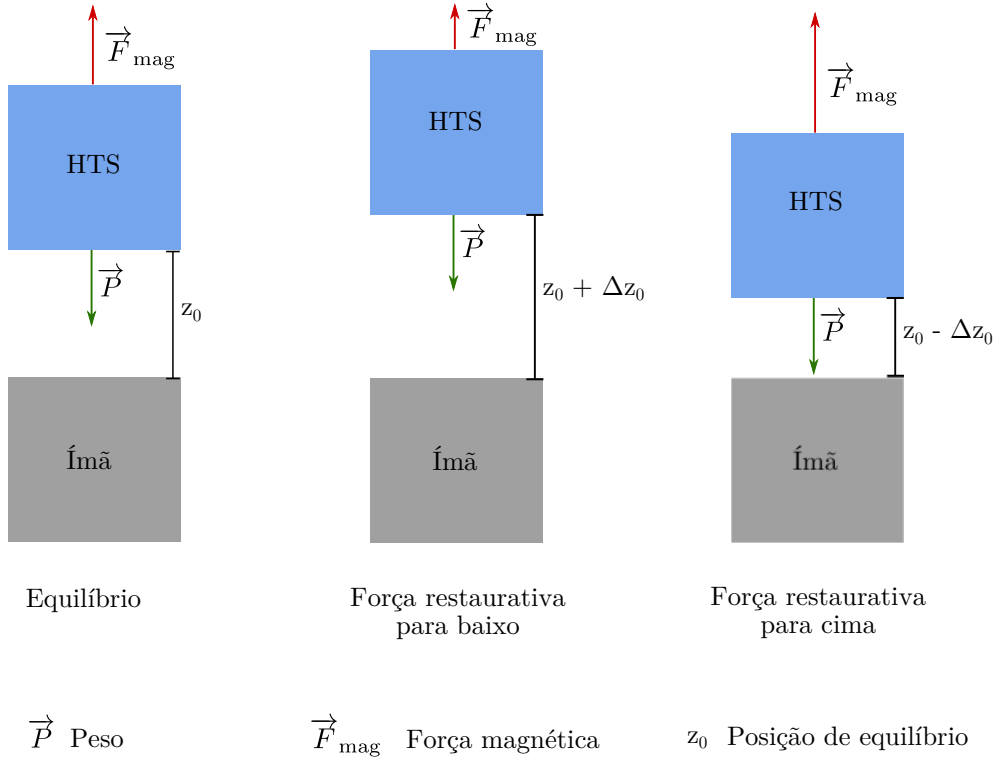 F mag
HTS
P
z₀
Ímã
Equilíbrio
F mag
HTS
P
z₀ + Δz₀
Ímã
Força restaurativa
para baixo
F mag
HTS
P
z₀ - Δz₀
Ímã
Força restaurativa
para cima
P Peso
F mag Força magnética
z₀ Posição de equilíbrio